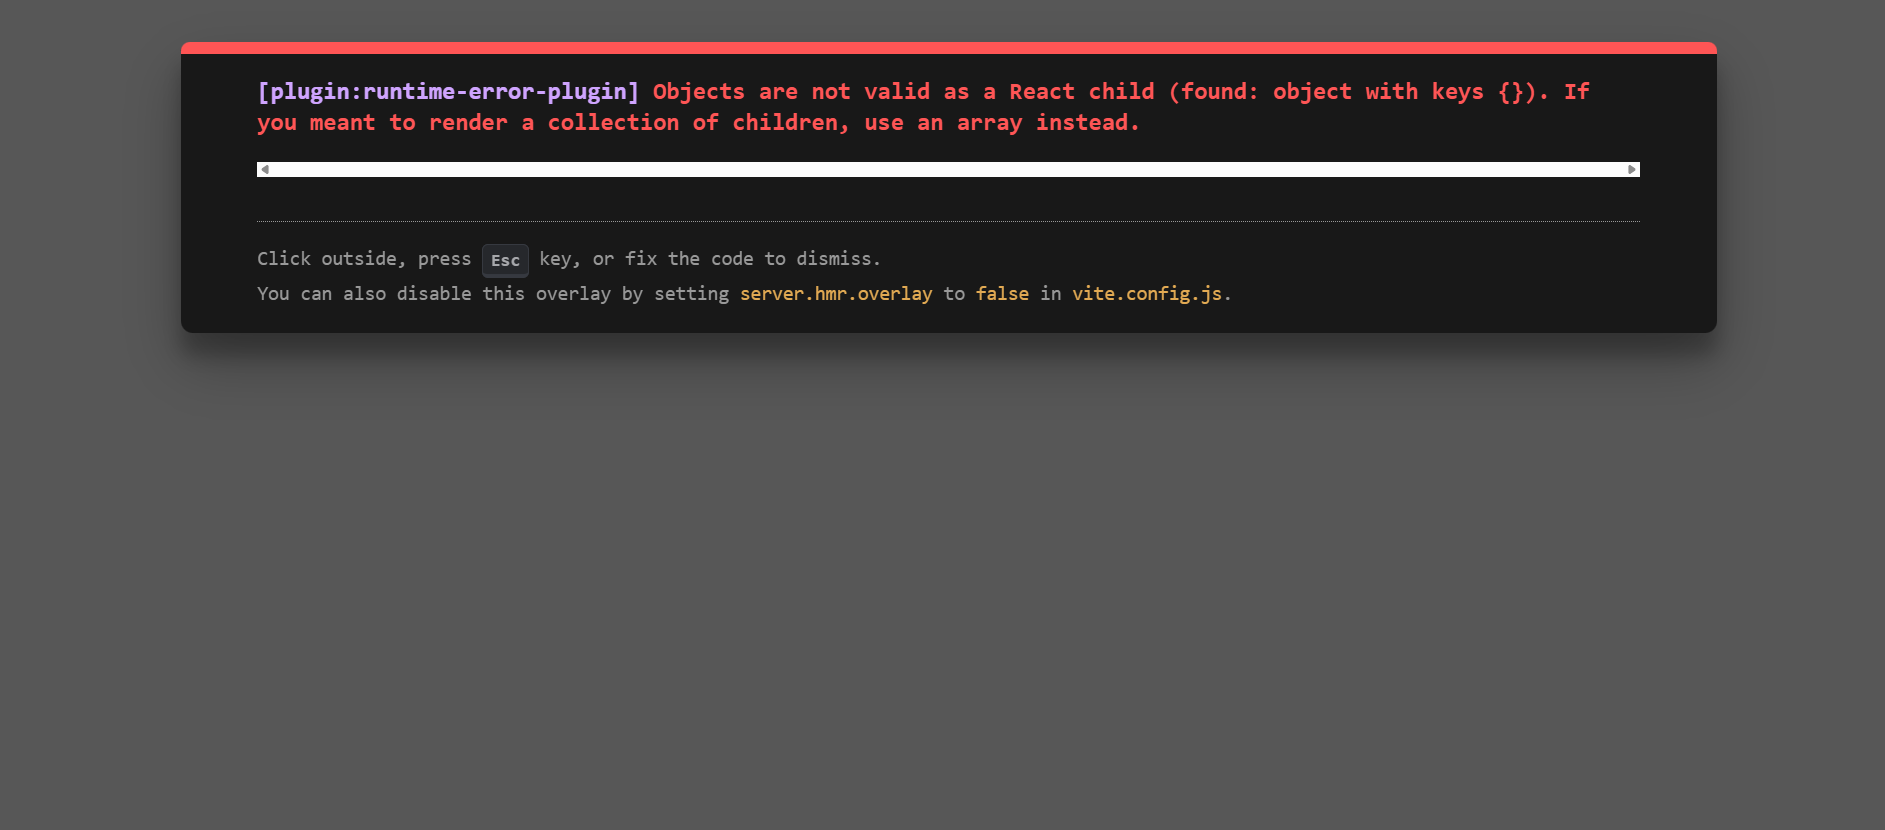 [plugin:runtime-error-plugin] Objects are not valid as a React child (found: object with keys {}). If
you meant to render a collection of children, use an array instead.
Click outside, press Esc key, or fix the code to dismiss.
You can also disable this overlay by setting server.hmr.overlay to false in vite.config.js.